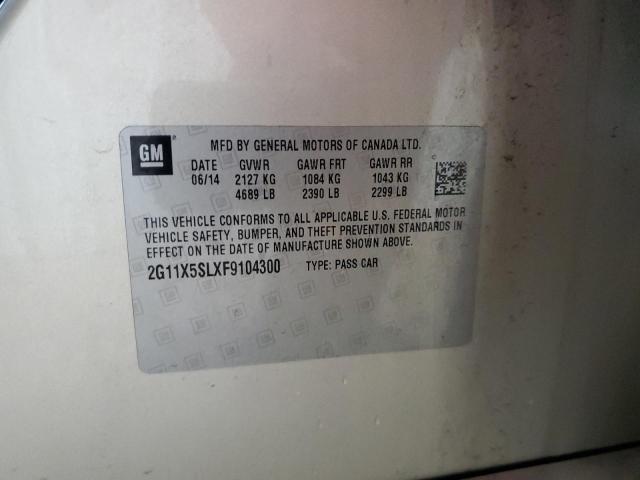 GM
MFD BY GENERAL MOTORS OF CANADA LTD.
DATE GVWR GAWR FRT GAWR RR
06/14 2127 KG 1084 KG 1043 KG
4689 LB 2390 LB 2299 LB
THIS VEHICLE CONFORMS TO ALL APPLICABLE U.S. FEDERAL MOTOR
VEHICLE SAFETY, BUMPER, AND THEFT PREVENTION STANDARDS IN
EFFECT ON THE DATE OF MANUFACTURE SHOWN ABOVE.
2G11X5SLXF9104300 TYPE: PASS CAR